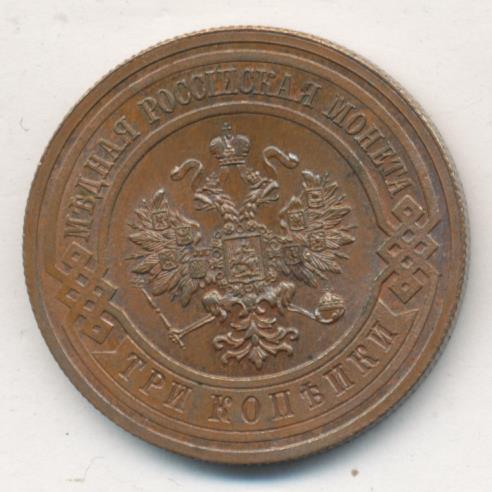 МѢДНАЯ РОССІЙСКАЯ МОНЕТА
ТРИ КОПѢЙКИ